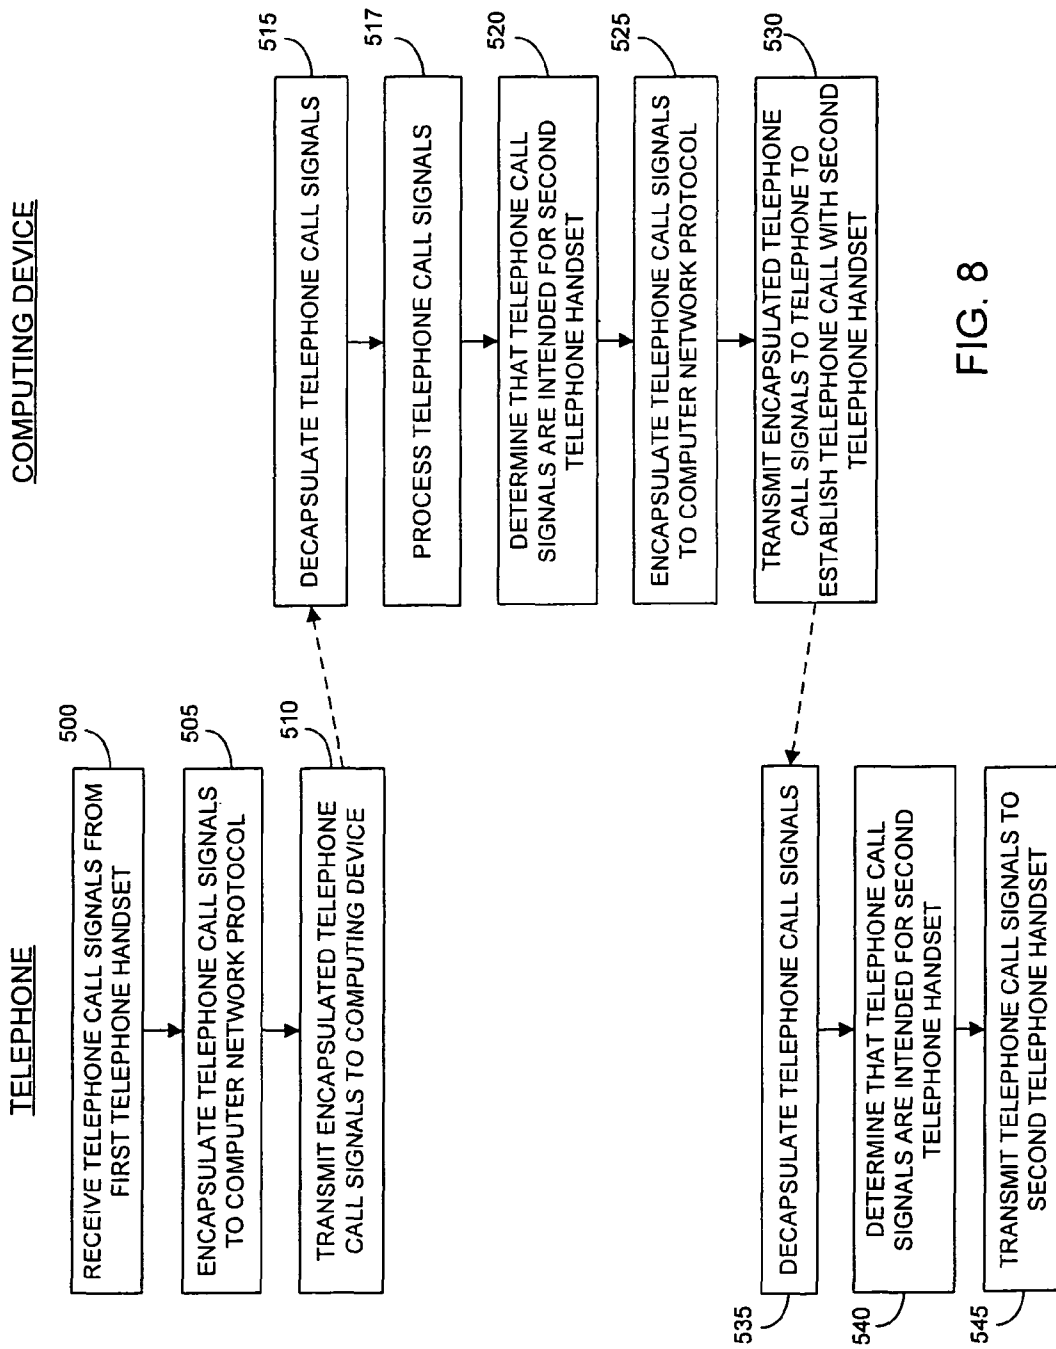 TELEPHONE
500
RECEIVE TELEPHONE CALL SIGNALS FROM
FIRST TELEPHONE HANDSET
505
ENCAPSULATE TELEPHONE CALL SIGNALS
TO COMPUTER NETWORK PROTOCOL
510
TRANSMIT ENCAPSULATED TELEPHONE
CALL SIGNALS TO COMPUTING DEVICE
COMPUTING DEVICE
515
DECAPSULATE TELEPHONE CALL SIGNALS
517
PROCESS TELEPHONE CALL SIGNALS
520
DETERMINE THAT TELEPHONE CALL
SIGNALS ARE INTENDED FOR SECOND
TELEPHONE HANDSET
525
ENCAPSULATE TELEPHONE CALL SIGNALS
TO COMPUTER NETWORK PROTOCOL
530
TRANSMIT ENCAPSULATED TELEPHONE
CALL SIGNALS TO TELEPHONE TO
ESTABLISH TELEPHONE CALL WITH SECOND
TELEPHONE HANDSET
535
DECAPSULATE TELEPHONE CALL SIGNALS
540
DETERMINE THAT TELEPHONE CALL
SIGNALS ARE INTENDED FOR SECOND
TELEPHONE HANDSET
545
TRANSMIT TELEPHONE CALL SIGNALS TO
SECOND TELEPHONE HANDSET
FIG. 8